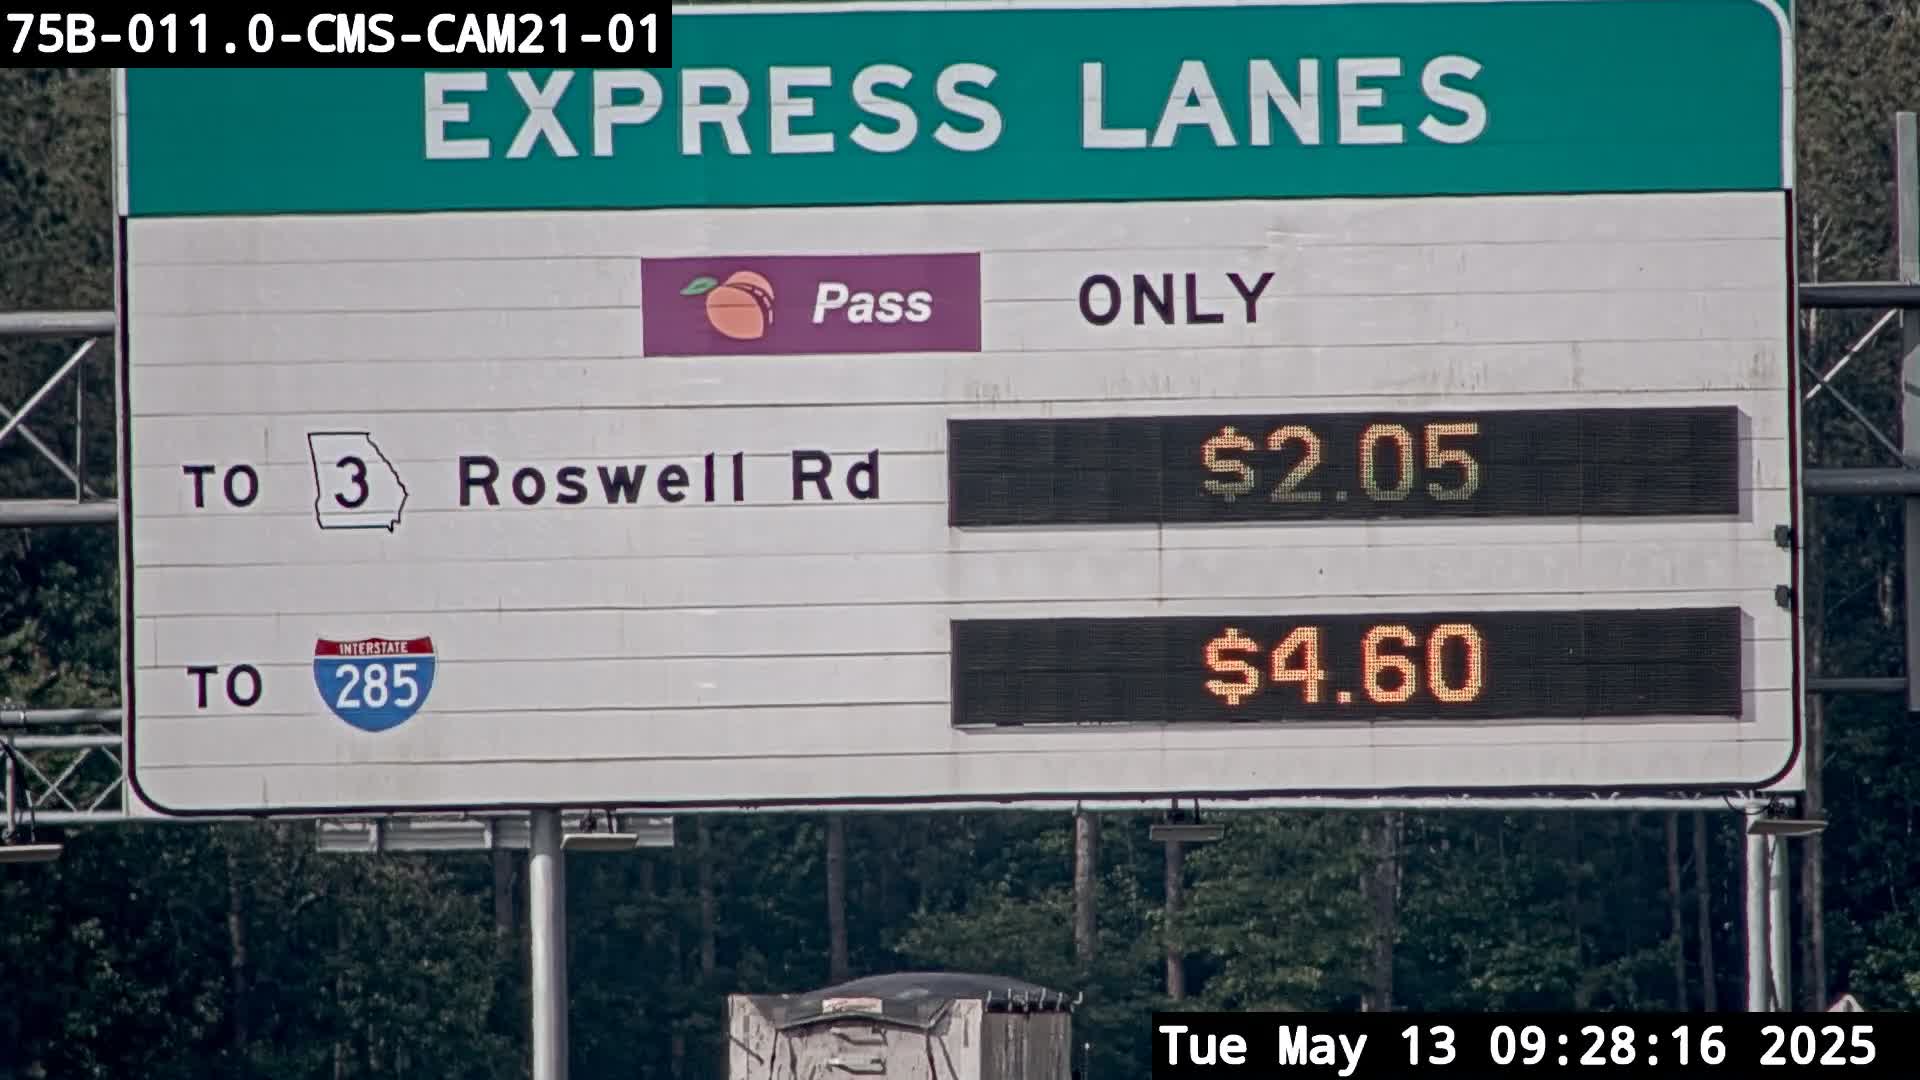 75B-011.0-CMS-CAM21-01
EXPRESS LANES
Pass ONLY
TO 3 Roswell Rd $2.05
TO INTERSTATE 285 $4.60
Tue May 13 09:28:16 2025